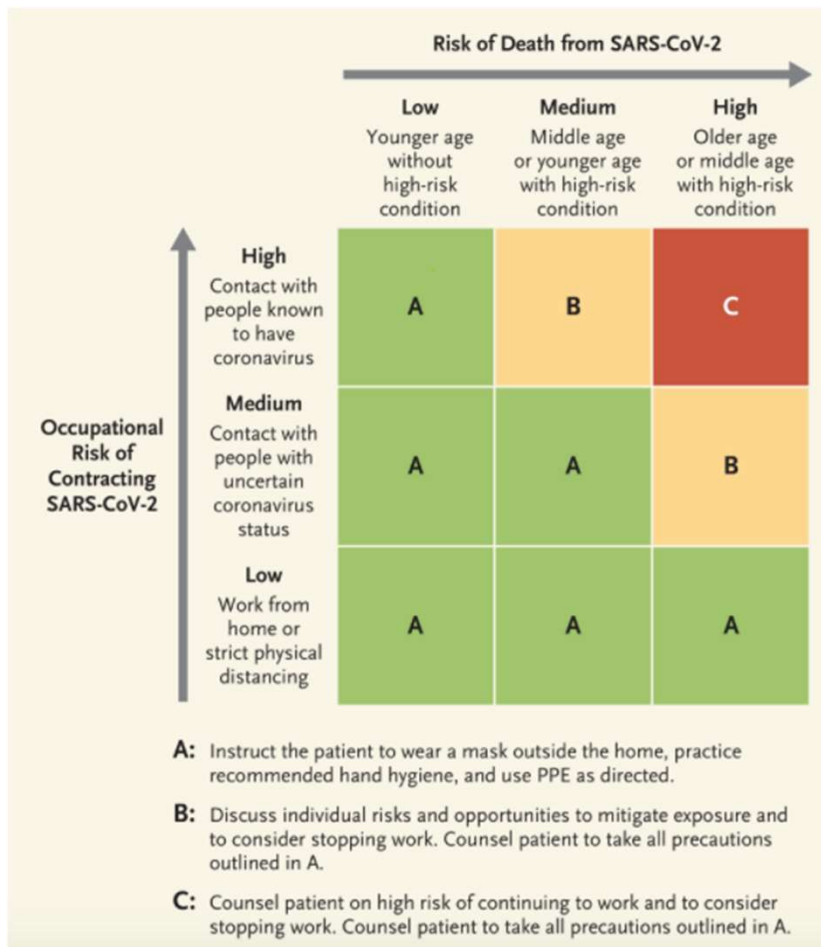 Risk of Death from SARS-CoV-2
Low
Younger age
without
high-risk
condition
Medium
Middle age
or younger age
with high-risk
condition
High
Older age
or middle age
with high-risk
condition
Occupational
Risk of
Contracting
SARS-CoV-2
High
Contact with
people known
to have
coronavirus
A
B
C
Medium
Contact with
people with
uncertain
coronavirus
status
A
A
B
Low
Work from
home or
strict physical
distancing
A
A
A
A: Instruct the patient to wear a mask outside the home, practice
recommended hand hygiene, and use PPE as directed.
B: Discuss individual risks and opportunities to mitigate exposure and
to consider stopping work. Counsel patient to take all precautions
outlined in A.
C: Counsel patient on high risk of continuing to work and to consider
stopping work. Counsel patient to take all precautions outlined in A.